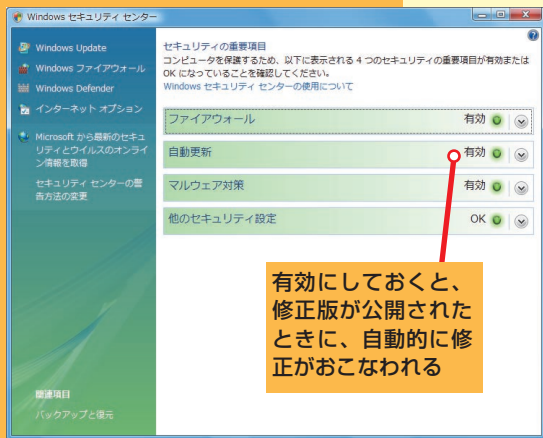 Windows セキュリティ センター
Windows Update
Windows ファイアウォール
Windows Defender
インターネット オプション
Microsoft から最新のセキュ
リティとウイルスのオンライ
ン情報を取得
セキュリティ センターの警
告方法の変更
関連項目
バックアップと復元
セキュリティの重要項目
コンピュータを保護するため、以下に表示される 4 つのセキュリティの重要項目が有効または
OK になっていることを確認してください。
Windows セキュリティ センターの使用について
ファイアウォール 有効
自動更新 有効
マルウェア対策 有効
他のセキュリティ設定 OK
有効にしておくと、
修正版が公開された
ときに、自動的に修
正がおこなわれる